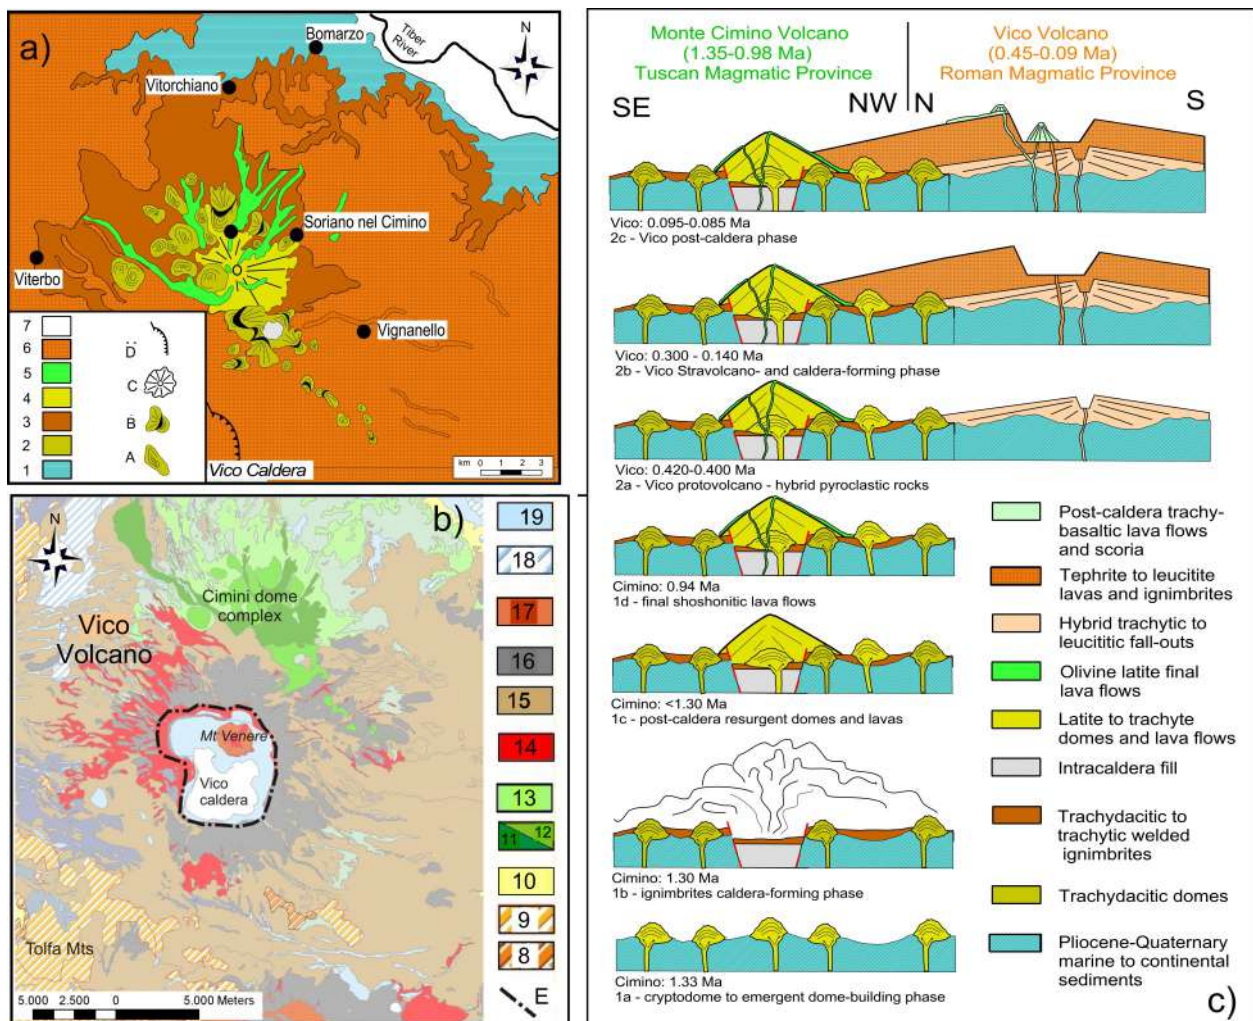 a)
Bomarzo
Tiber
River
N
Vitorchiano
Soriano nel Cimino
Viterbo
Vignanello
7
6
5
4
3
2
1
D
C
B
A
Vico Caldera
km 0 1 2 3
b)
N
Cimini dome
complex
Vico
Volcano
Mt Venere
Vico
caldera
Tolfa Mts
5.000 2.500 0 5.000 Meters
19
18
17
16
15
14
13
11 12
10
9
8
E
Monte Cimino Volcano
(1.35-0.98 Ma)
Tuscan Magmatic Province
Vico Volcano
(0.45-0.09 Ma)
Roman Magmatic Province
SE
NW
N
S
Vico: 0.095-0.085 Ma
2c - Vico post-caldera phase
Vico: 0.300 - 0.140 Ma
2b - Vico Stravolcano- and caldera-forming phase
Vico: 0.420-0.400 Ma
2a - Vico protovolcano - hybrid pyroclastic rocks
Cimino: 0.94 Ma
1d - final shoshonitic lava flows
Cimino: <1.30 Ma
1c - post-caldera resurgent domes and lavas
Cimino: 1.30 Ma
1b - ignimbrites caldera-forming phase
Cimino: 1.33 Ma
1a - cryptodome to emergent dome-building phase
Post-caldera trachy-
basaltic lava flows
and scoria
Tephrite to leucitite
lavas and ignimbrites
Hybrid trachytic to
leucititic fall-outs
Olivine latite final
lava flows
Latite to trachyte
domes and lava flows
Intracaldera fill
Trachydacitic to
trachytic welded
ignimbrites
Trachydacitic domes
Pliocene-Quaternary
marine to continental
sediments
c)